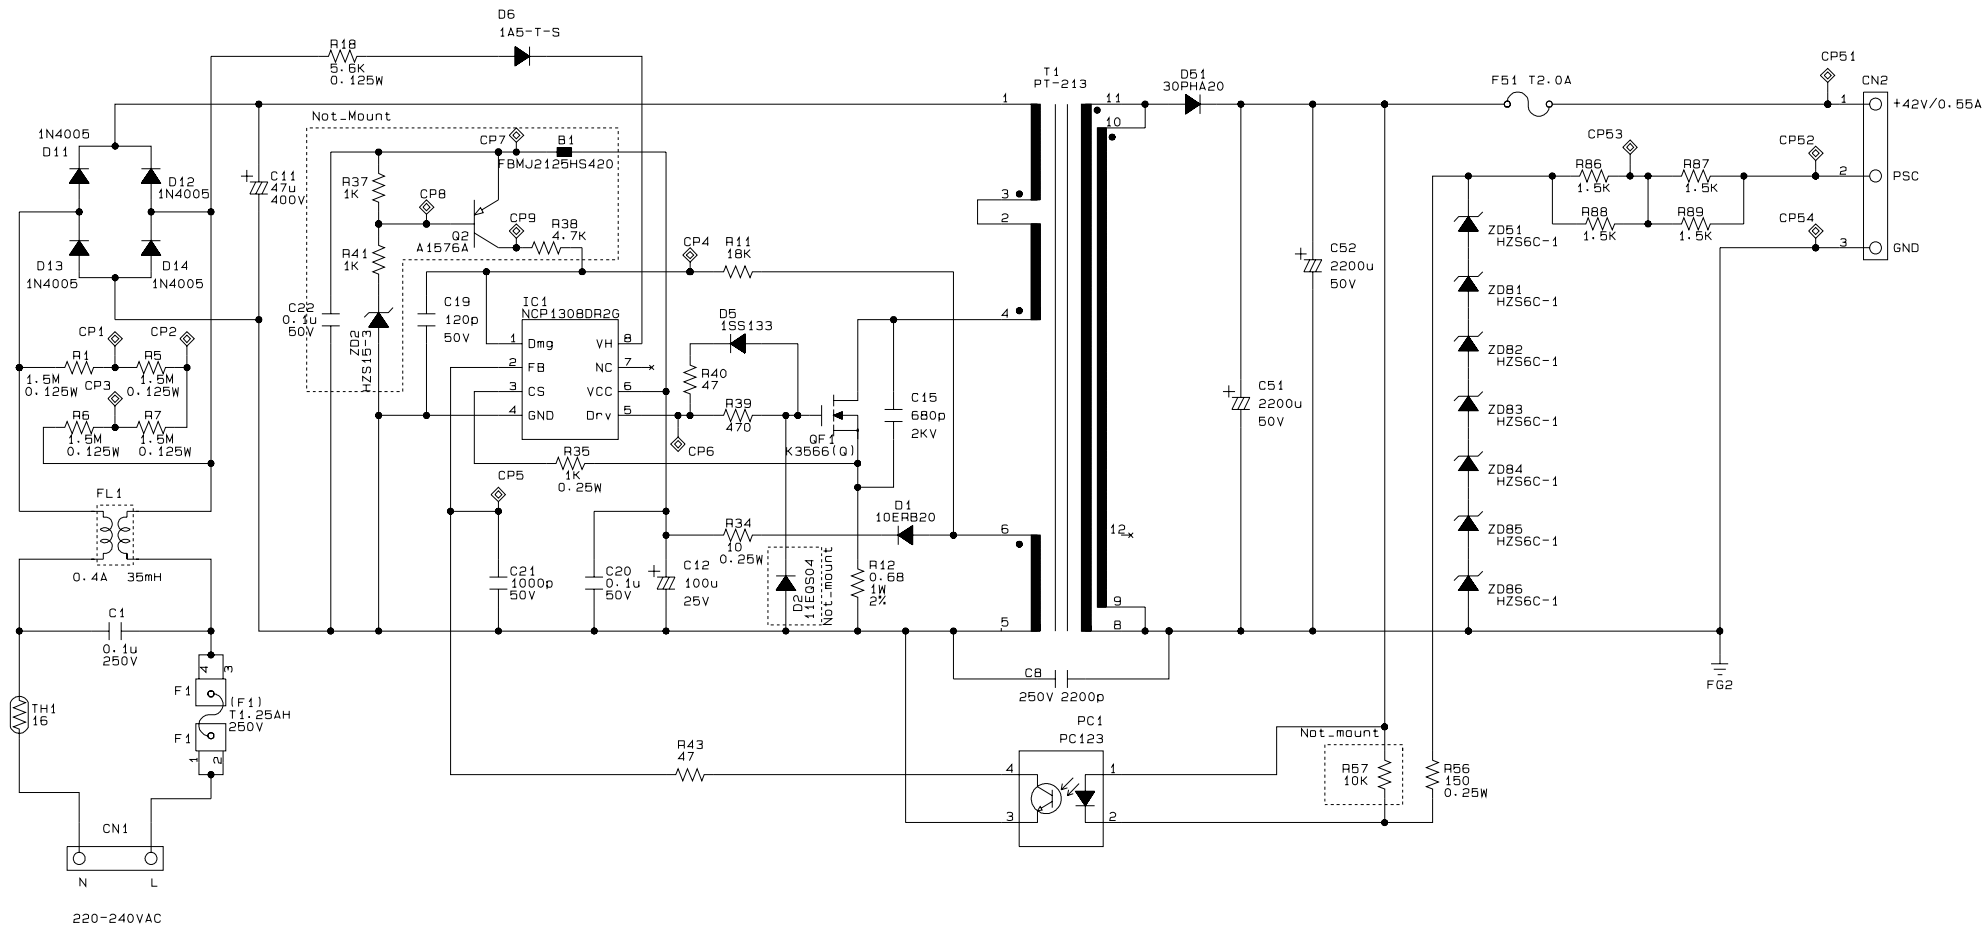 D6
1A5-T-S
R18
5.6K
0.125W
Not_Mount
CP7
B1
FBMJ2125HS420
R37
1K
CP8
CP9
R38
4.7K
Q2
A1576A
R41
1K
ZD2
HZS15-3
C22
0.1u
50V
1N4005
D11
D12
1N4005
D13
1N4005
D14
1N4005
+
C11
47u
400V
CP1
CP2
R1
1.5M
0.125W
R5
1.5M
0.125W
CP3
R6
1.5M
0.125W
R7
1.5M
0.125W
FL1
0.4A
35mH
C1
0.1u
250V
TH1
16
4
3
F1
(F1)
T1.25AH
250V
F1
1
2
CN1
N
L
220-240VAC
CP4
R11
18K
C19
120p
50V
IC1
NCP1308DR2G
1
Dmg
VH
8
2
FB
NC
7
3
CS
VCC
6
4
GND
Drv
5
D5
1SS133
R40
47
R39
470
CP6
QF1
K3566(Q)
C15
680p
2KV
R35
1K
0.25W
CP5
C21
1000p
50V
C20
0.1u
50V
+
C12
100u
25V
R34
10
0.25W
D1
10ERB20
D2
11EQS04
Not_mount
R12
0.68
1W
2%
T1
PT-213
1
3
2
4
6
5
11
10
12
9
8
D51
30PHA20
+
C52
2200u
50V
+
C51
2200u
50V
F51 T2.0A
CP51
CN2
1
+42V/0.55A
CP53
CP52
R86
1.5K
R87
1.5K
2
PSC
R88
1.5K
R89
1.5K
CP54
3
GND
ZD51
HZS6C-1
ZD81
HZS6C-1
ZD82
HZS6C-1
ZD83
HZS6C-1
ZD84
HZS6C-1
ZD85
HZS6C-1
ZD86
HZS6C-1
FG2
C8
250V 2200p
PC1
PC123
4
1
3
2
R43
47
Not_mount
R57
10K
R56
150
0.25W